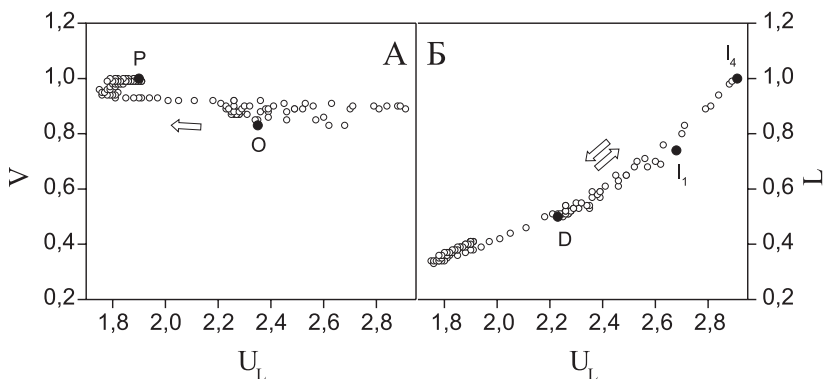 1,2 1,2
P А Б I4
1,0 1,0
0,8 0,8
V O I1 L
0,6 0,6
D
0,4 0,4
0,2 0,2
1,8 2,0 2,2 2,4 2,6 2,8 1,8 2,0 2,2 2,4 2,6 2,8
UL UL